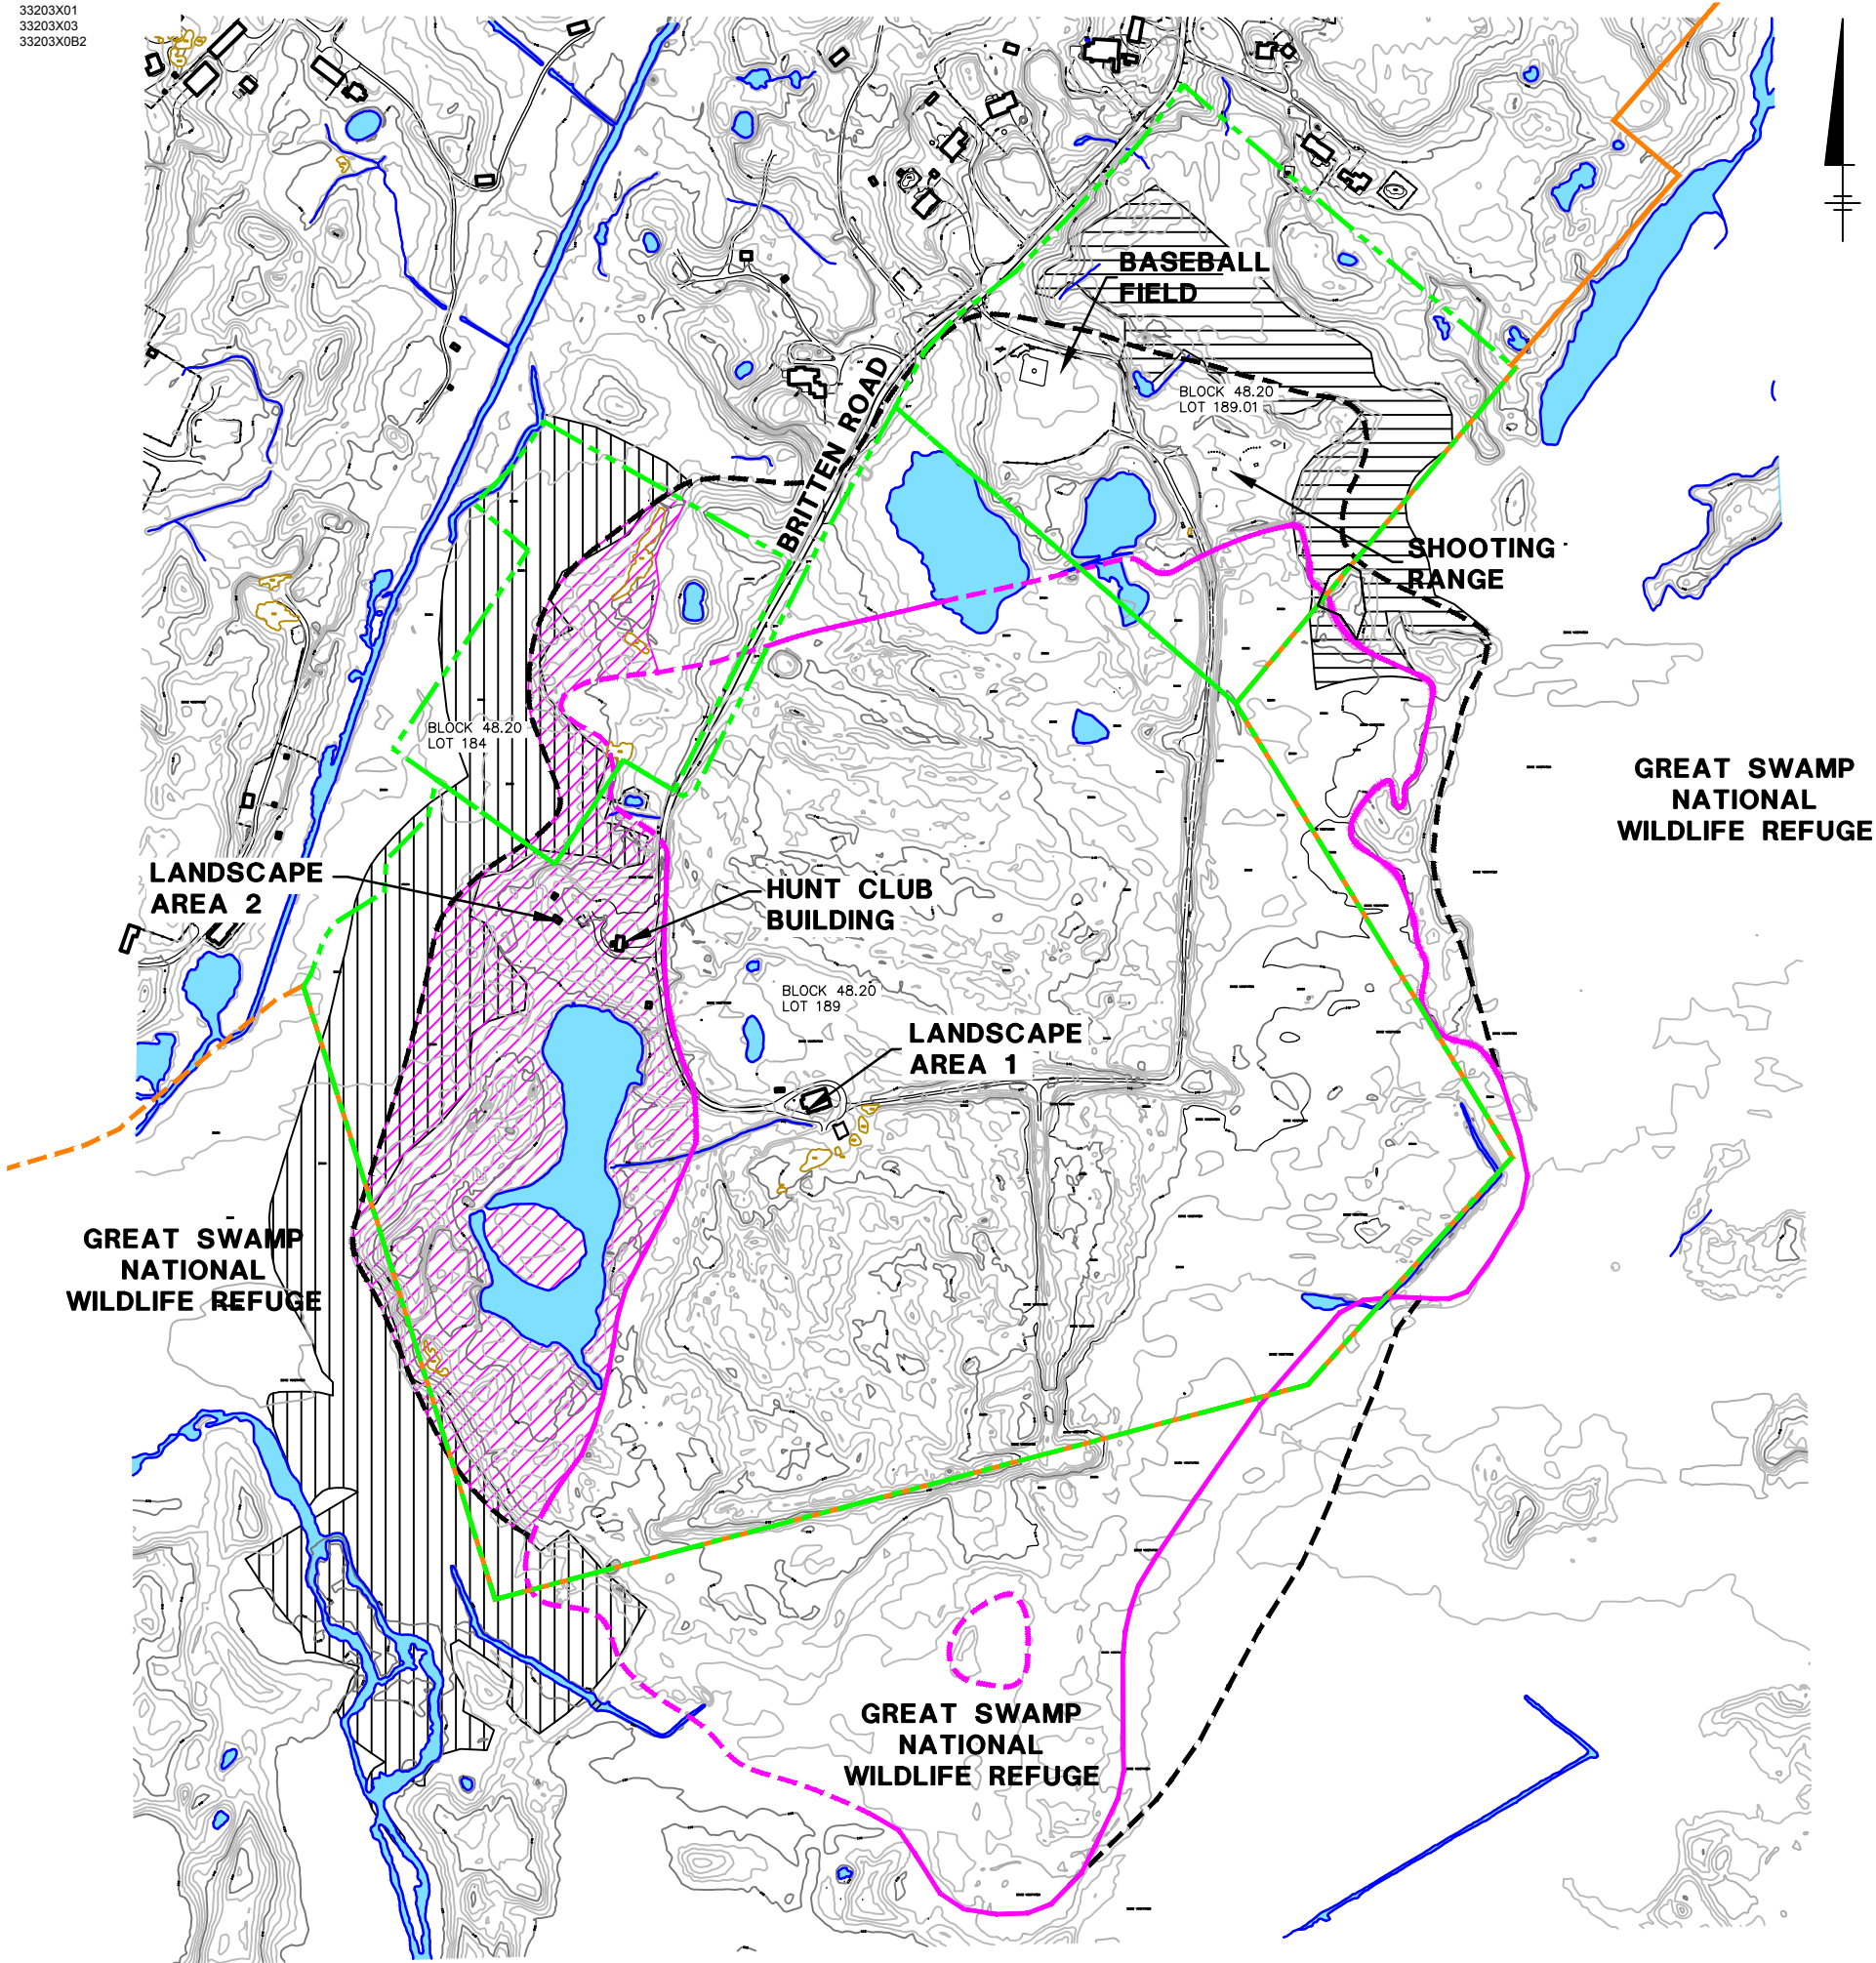 33203X01
33203X03
33203X0B2
BASEBALL
FIELD
BRITTEN ROAD
BLOCK 48.20
LOT 189.01
SHOOTING
RANGE
BLOCK 48.20
LOT 184
GREAT SWAMP
NATIONAL
WILDLIFE REFUGE
LANDSCAPE
AREA 2
HUNT CLUB
BUILDING
BLOCK 48.20
LOT 189
LANDSCAPE
AREA 1
GREAT SWAMP
NATIONAL
WILDLIFE REFUGE
GREAT SWAMP
NATIONAL
WILDLIFE REFUGE